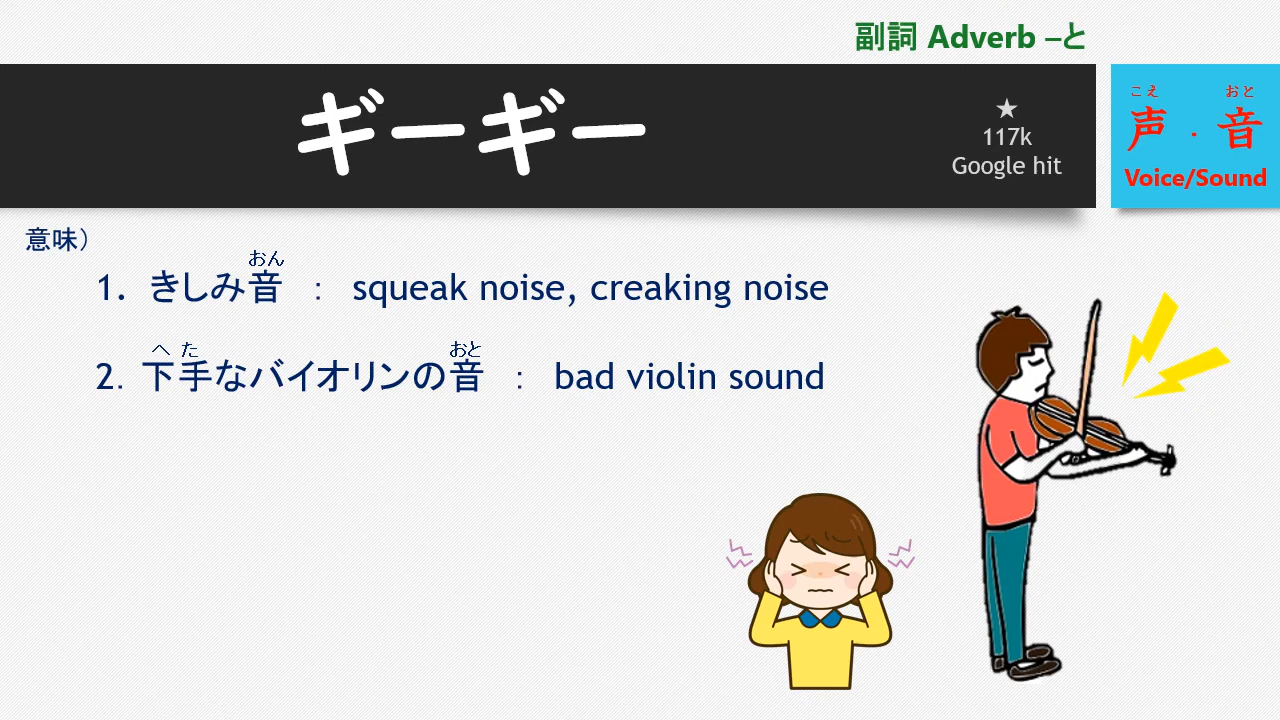 副詞 Adverb –と
ギーギー
★
117k
Google hit
こえ おと
声 . 音
Voice/Sound
意味）
おん
1. きしみ音 ： squeak noise, creaking noise
へ た おと
2. 下手なバイオリンの音 ： bad violin sound